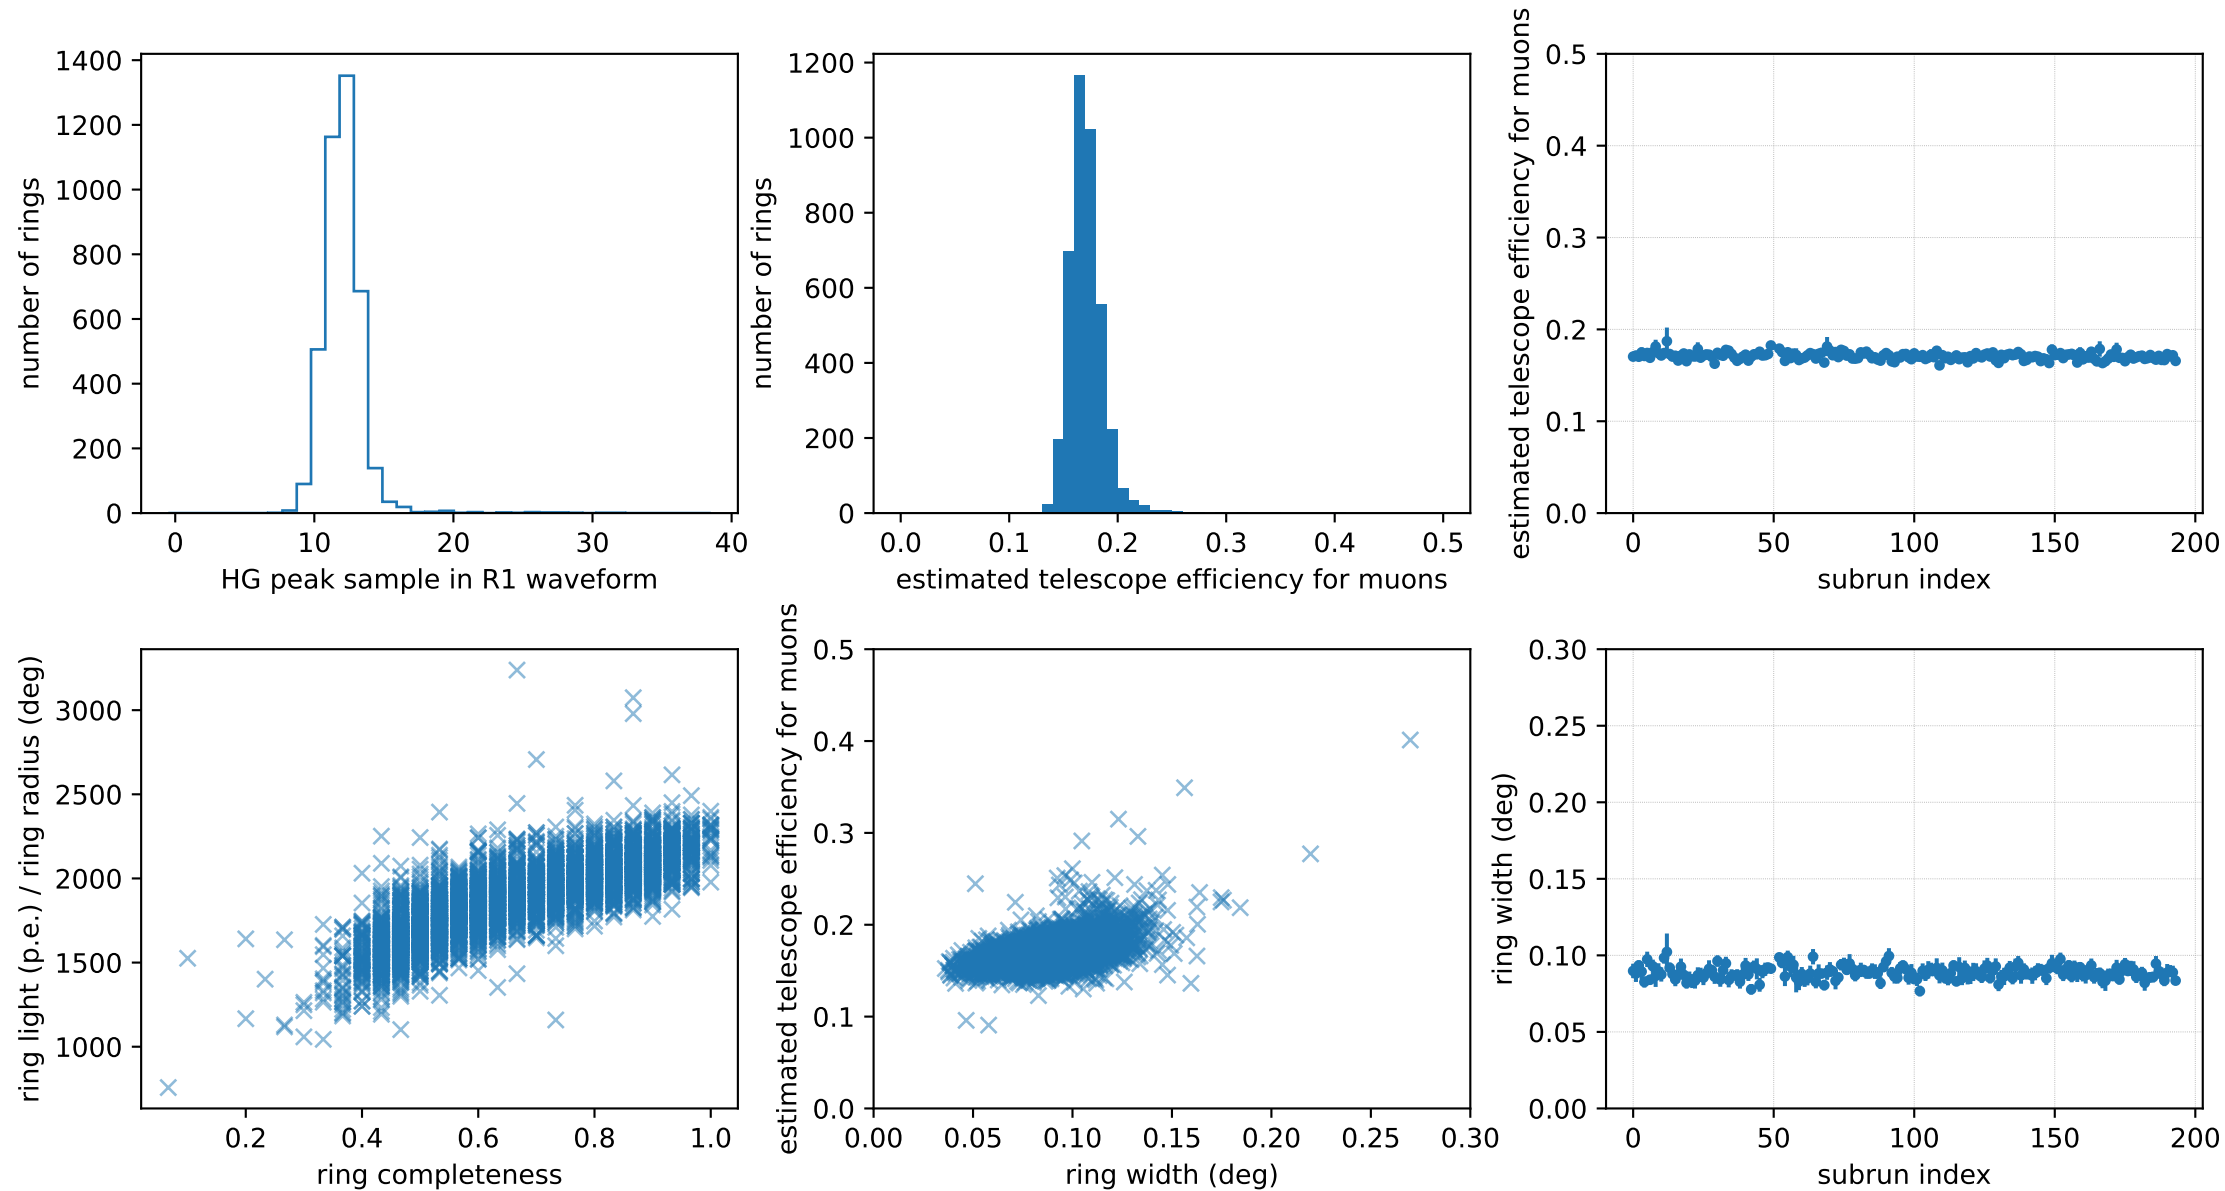 1400
1200
1000
800
600
400
200
0
number of rings
0 10 20 30 40
HG peak sample in R1 waveform
1200
1000
800
600
400
200
0
number of rings
0.0 0.1 0.2 0.3 0.4 0.5
estimated telescope efficiency for muons
0.5
0.4
0.3
0.2
0.1
0.0
estimated telescope efficiency for muons
0 50 100 150 200
subrun index
3000
2500
2000
1500
1000
ring light (p.e.) / ring radius (deg)
0.2 0.4 0.6 0.8 1.0
ring completeness
0.5
0.4
0.3
0.2
0.1
0.0
estimated telescope efficiency for muons
0.00 0.05 0.10 0.15 0.20 0.25 0.30
ring width (deg)
0.30
0.25
0.20
0.15
0.10
0.05
0.00
ring width (deg)
0 50 100 150 200
subrun index